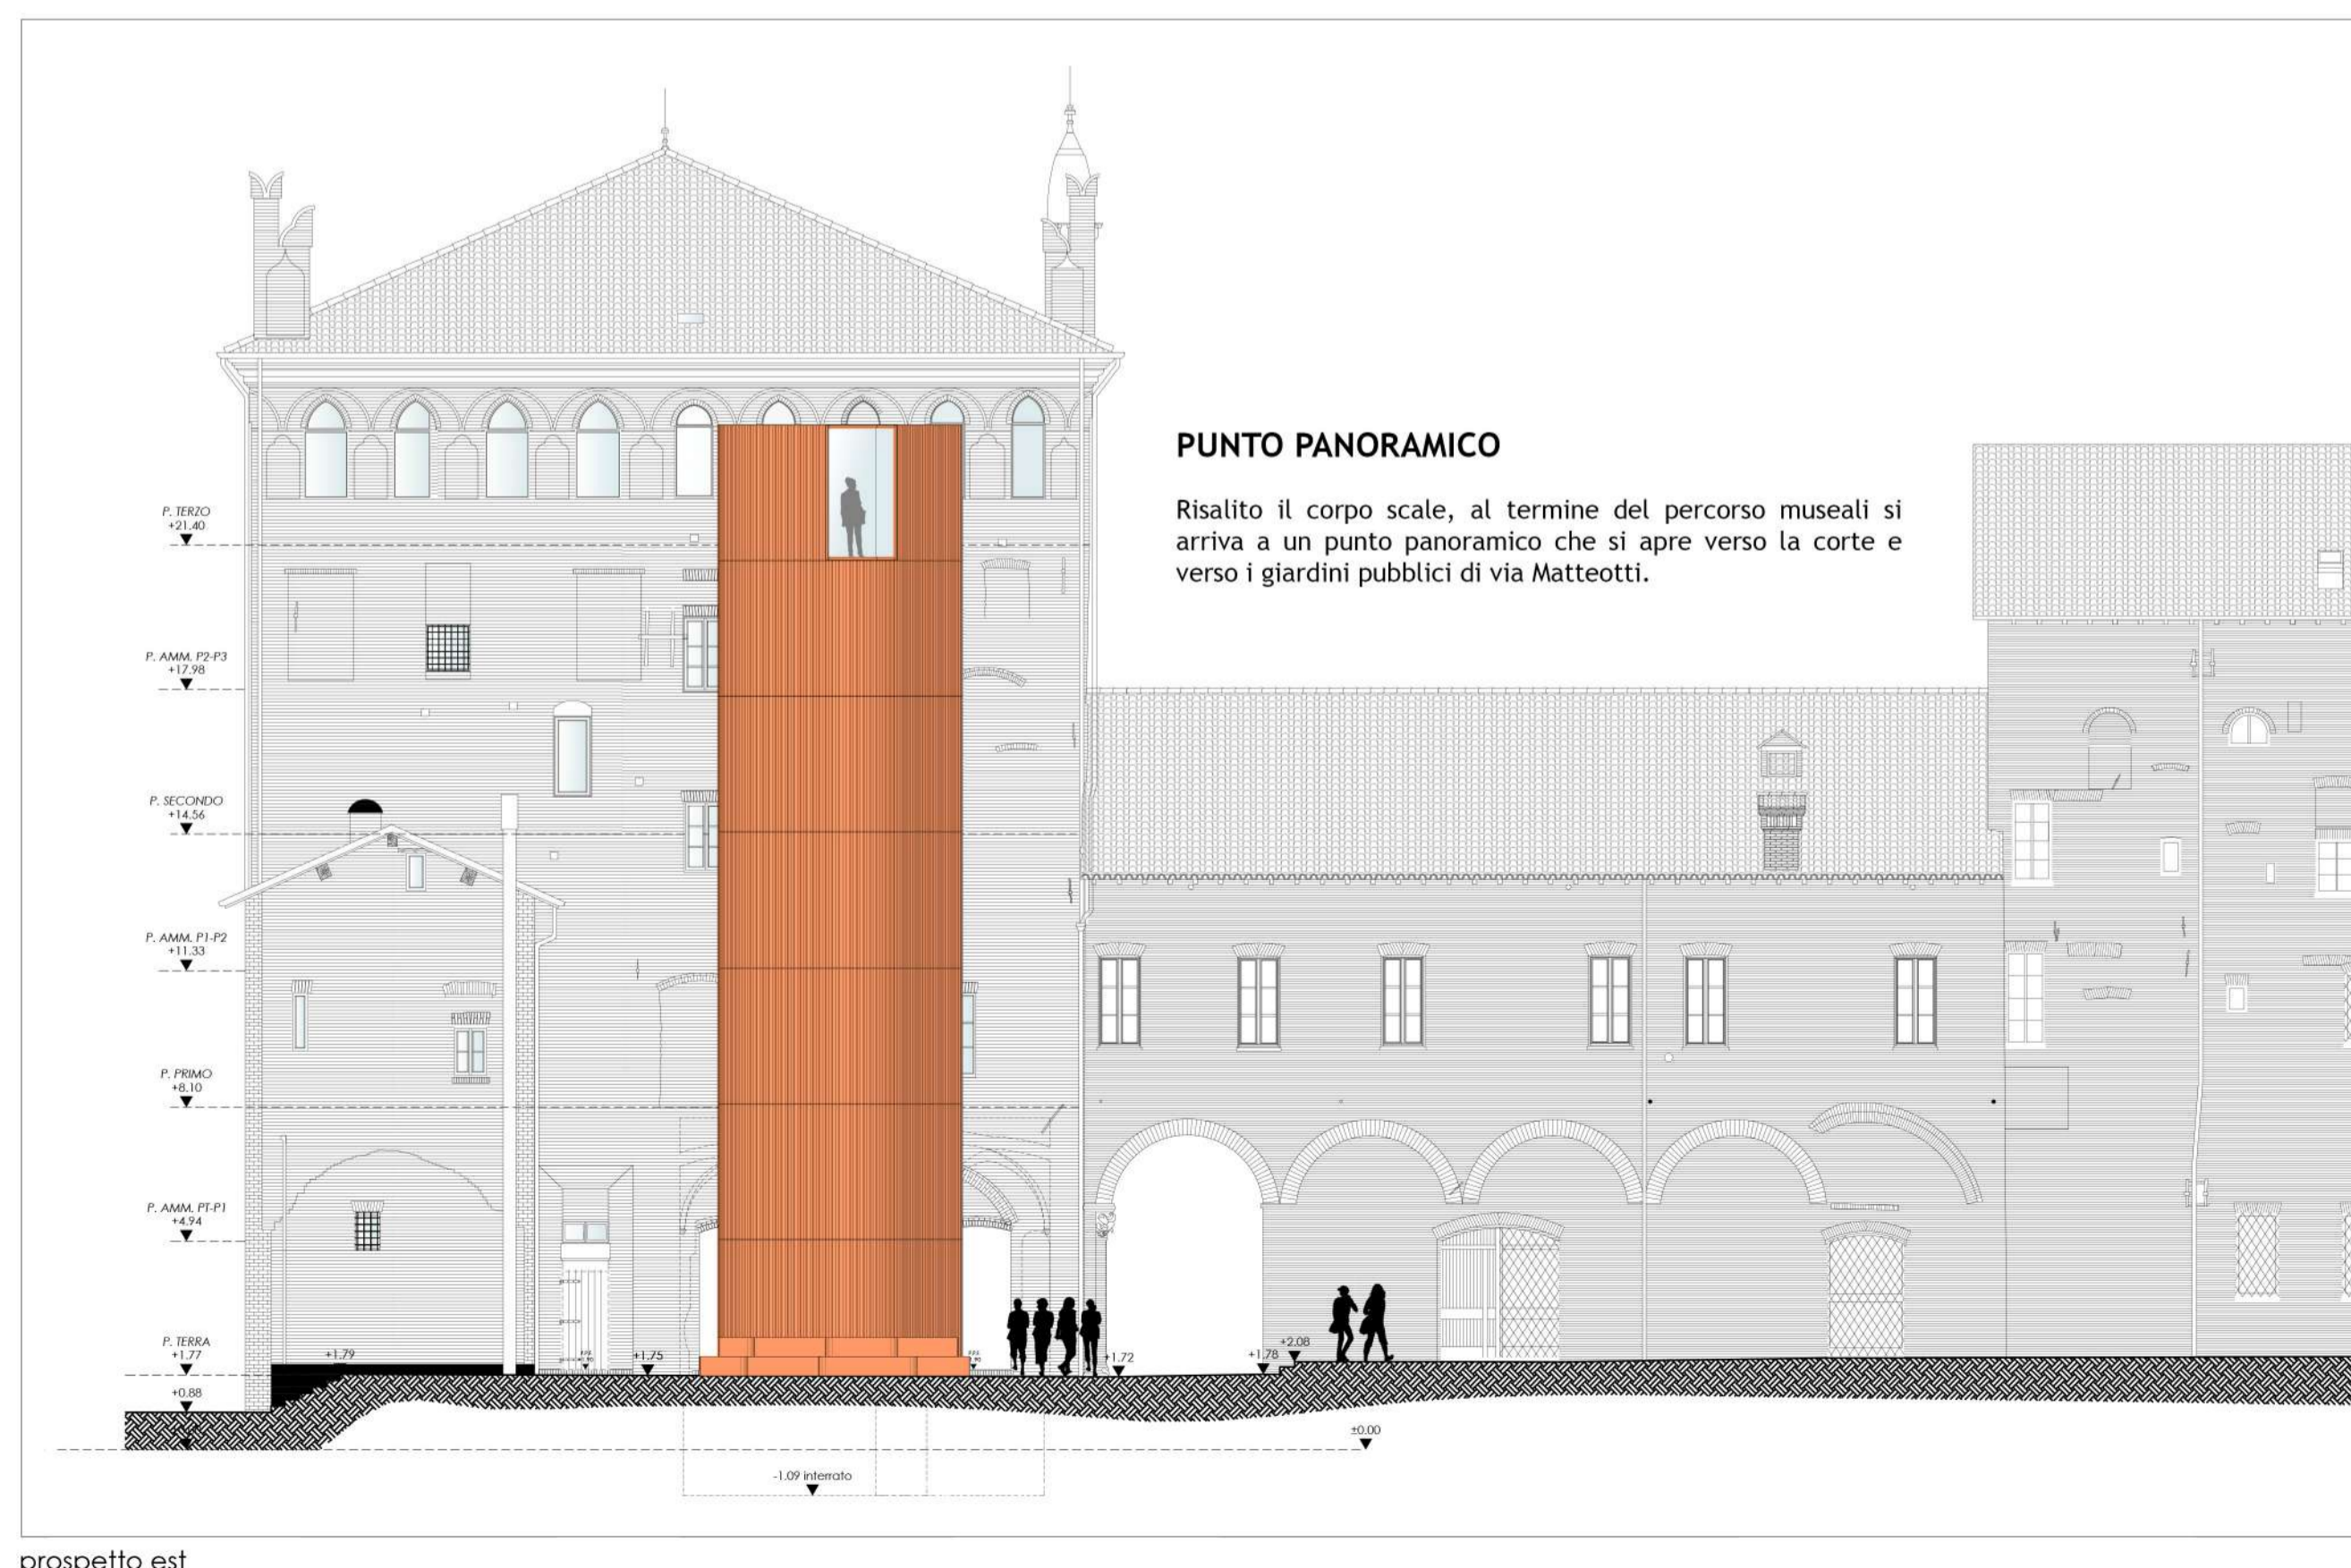 PUNTO PANORAMICO
Risalito il corpo scale, al termine del percorso museali si
arriva a un punto panoramico che si apre verso la corte e
verso i giardini pubblici di via Matteotti.
P. TERZO
+21.40
P. AMM. P2-P3
+17.98
P. SECONDO
+14.56
P. AMM. P1-P2
+11.33
P. PRIMO
+8.10
P. AMM. PT-P1
+4.94
P. TERRA
+1.77
+0.88
+1.79
+1.75
+1.72
+1.78
+2.08
±0.00
-1.09 interrato
prospetto est